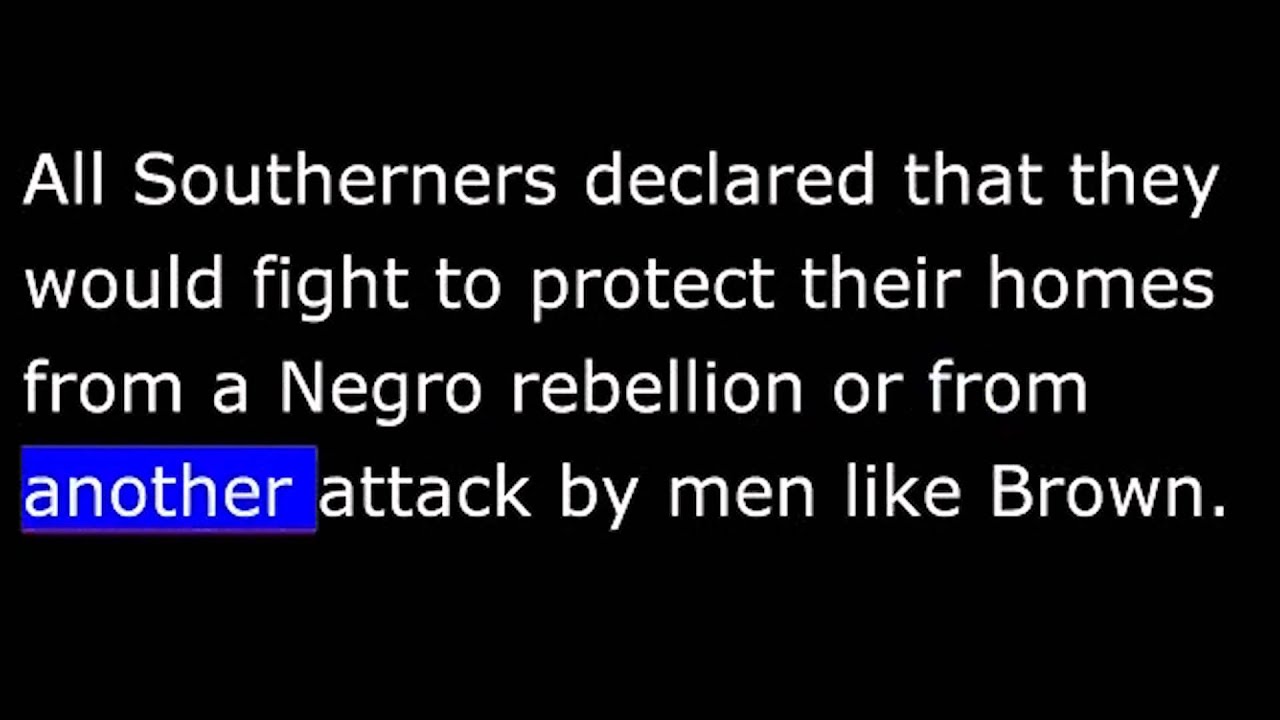 All Southerners declared that they
would fight to protect their homes
from a Negro rebellion or from
another attack by men like Brown.